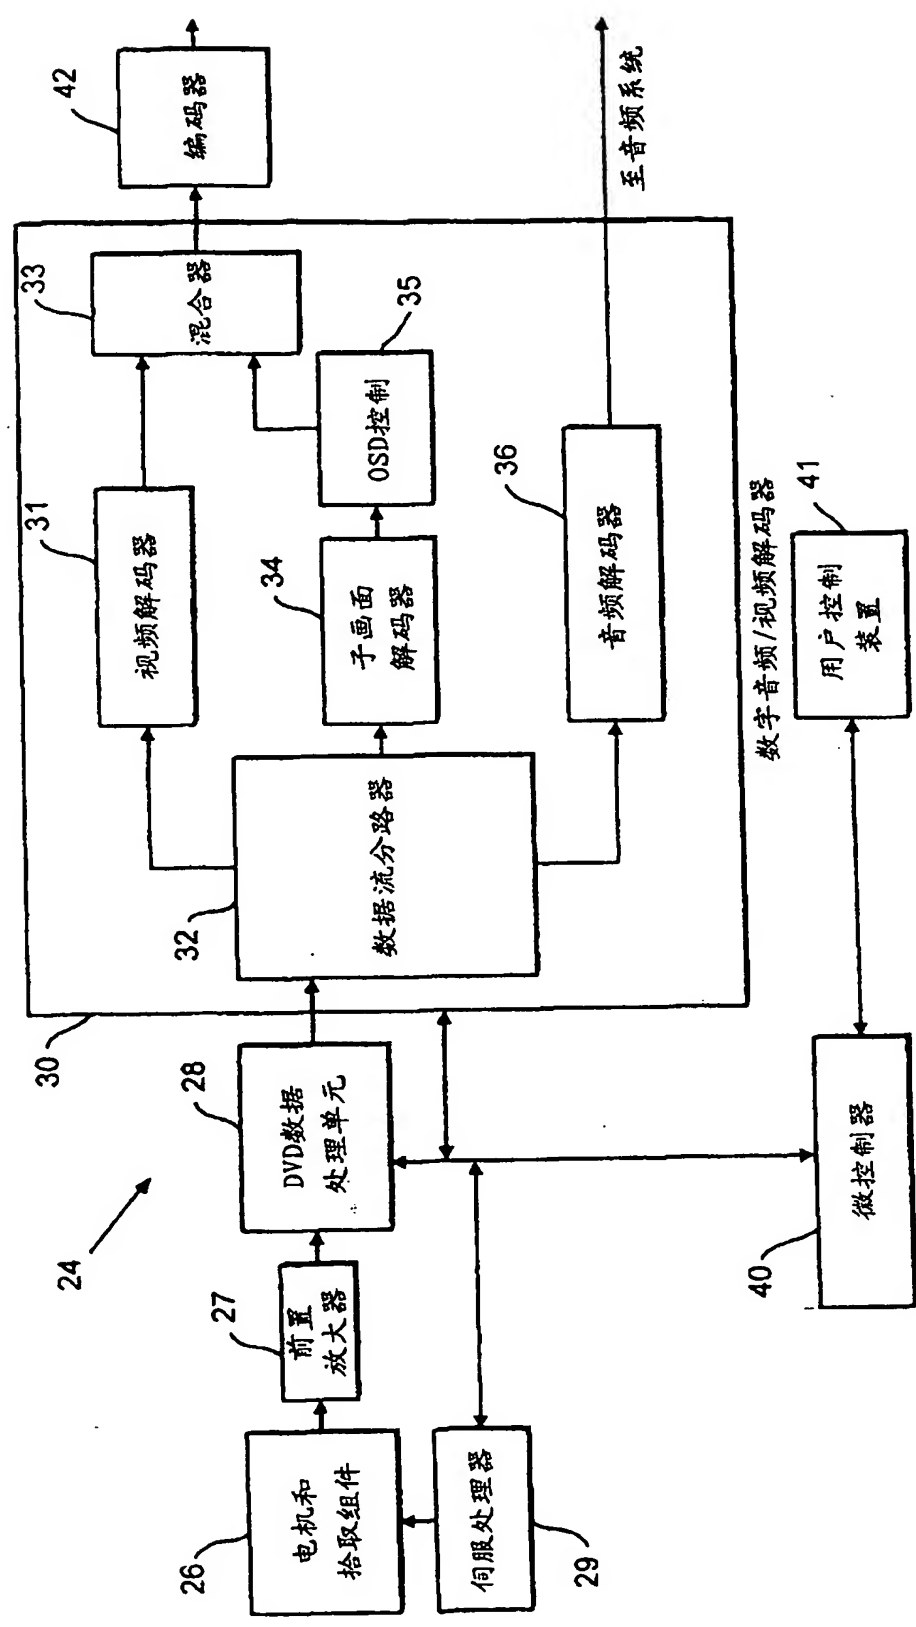 24
26
电机和
拾取组件
27
前置
放大器
28
DVD数据
处理单元
29
伺服处理器
30
32
数据流分路器
31
视频解码器
33
混合器
34
子画面
解码器
35
OSD控制
36
音频解码器
数字音频/视频解码器
42
编码器
至音频系统
40
微控制器
41
用户控制
装置